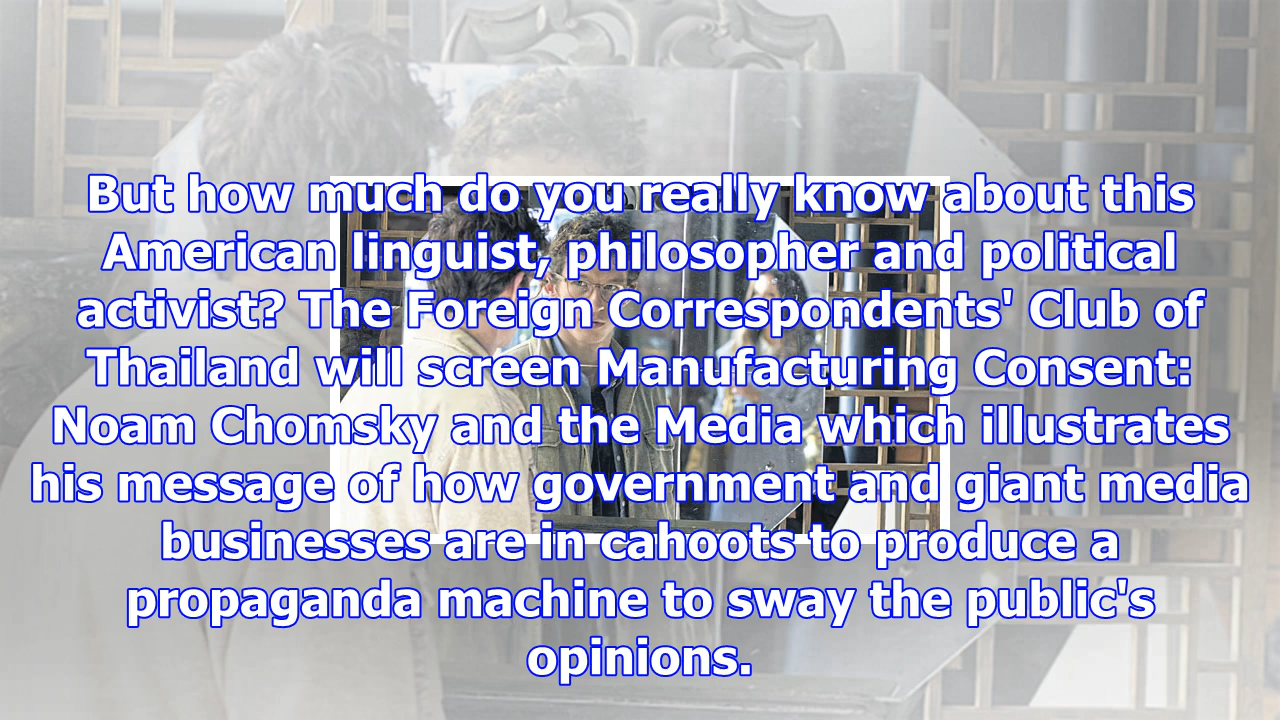 But how much do you really know about this
American linguist, philosopher and political
activist? The Foreign Correspondents' Club of
Thailand will screen Manufacturing Consent:
Noam Chomsky and the Media which illustrates
his message of how government and giant media
businesses are in cahoots to produce a
propaganda machine to sway the public's
opinions.